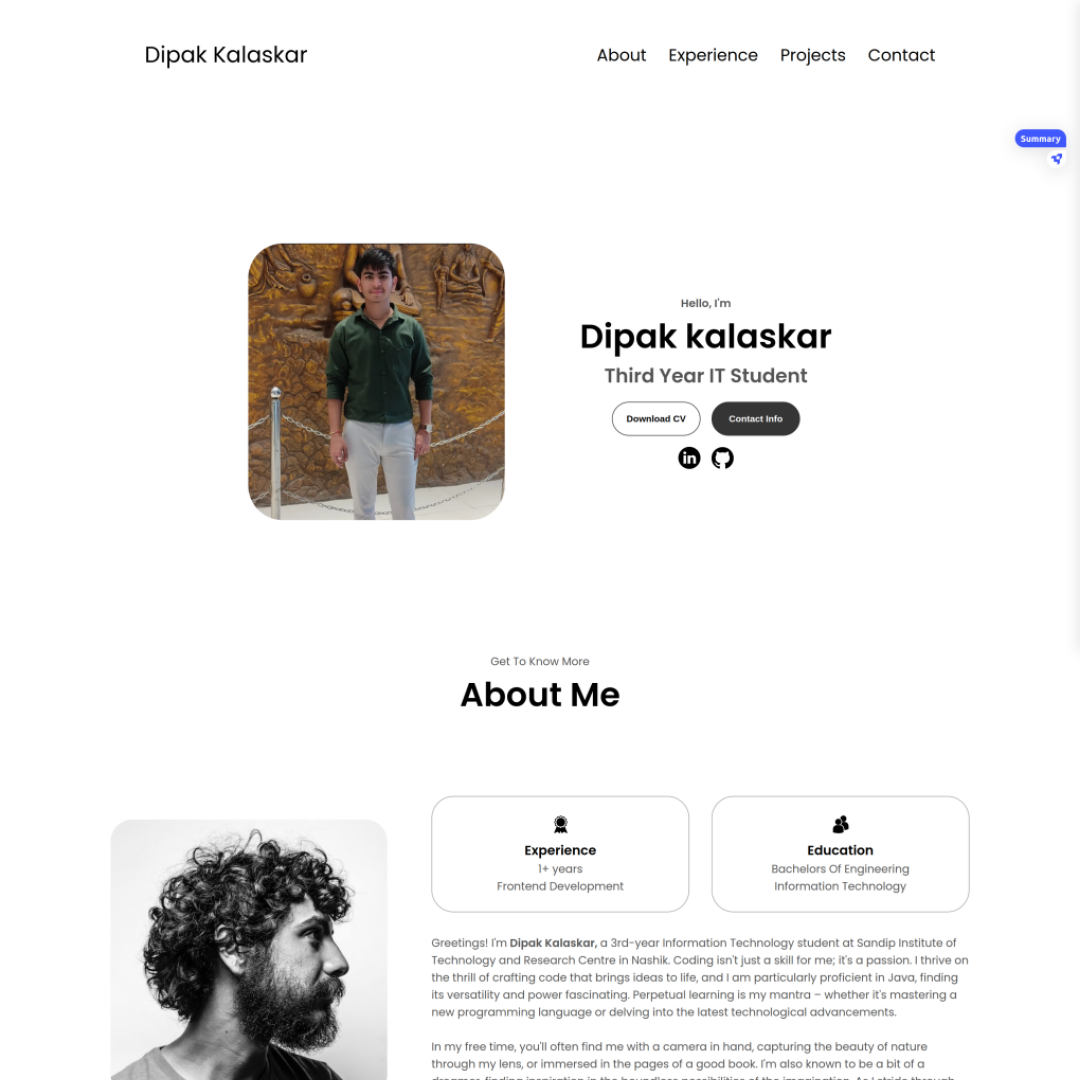 Dipak Kalaskar
About Experience Projects Contact
Summary
Hello, I'm
Dipak kalaskar
Third Year IT Student
Download CV Contact Info
in
Get To Know More
About Me
Experience
1+ years
Frontend Development
Education
Bachelors Of Engineering
Information Technology
Greetings! I'm Dipak Kalaskar, a 3rd-year Information Technology student at Sandip Institute of
Technology and Research Centre in Nashik. Coding isn't just a skill for me; it's a passion. I thrive on
the thrill of crafting code that brings ideas to life, and I am particularly proficient in Java, finding
its versatility and power fascinating. Perpetual learning is my mantra – whether it's mastering a
new programming language or delving into the latest technological advancements.
In my free time, you'll often find me with a camera in hand, capturing the beauty of nature
through my lens, or immersed in the pages of a good book. I'm also known to be a bit of a